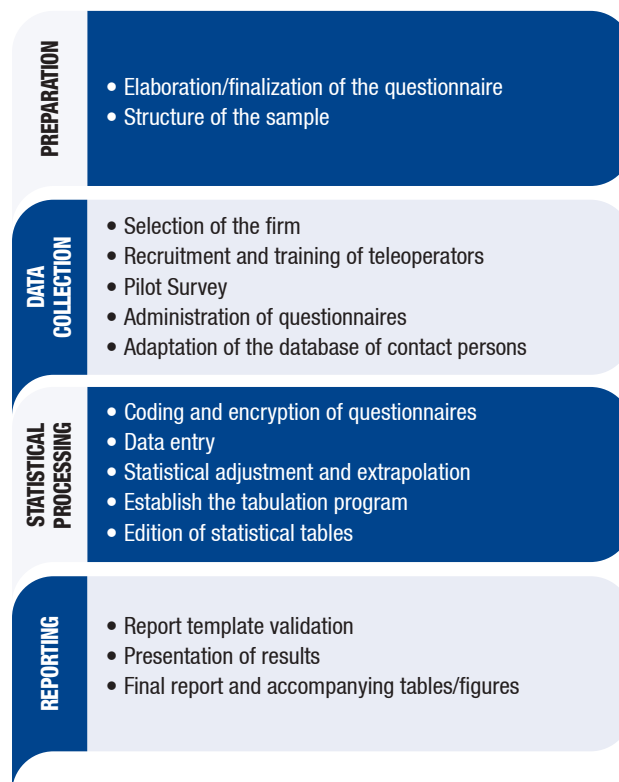 PREPARATION
• Elaboration/finalization of the questionnaire
• Structure of the sample
DATA
COLLECTION
• Selection of the firm
• Recruitment and training of teleoperators
• Pilot Survey
• Administration of questionnaires
• Adaptation of the database of contact persons
STATISTICAL
PROCESSING
• Coding and encryption of questionnaires
• Data entry
• Statistical adjustment and extrapolation
• Establish the tabulation program
• Edition of statistical tables
REPORTING
• Report template validation
• Presentation of results
• Final report and accompanying tables/figures